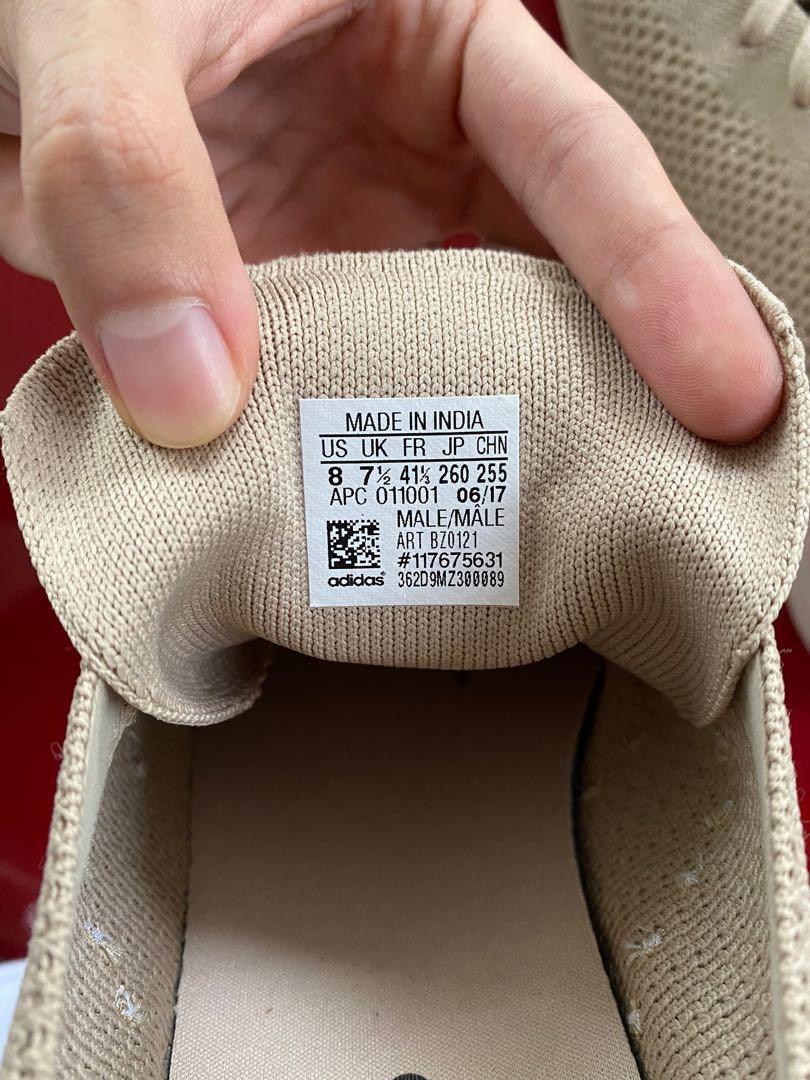 MADE IN INDIA
US UK FR JP CHN
8 7½ 41⅓ 260 255
APC 011001 06/17
MALE/MÂLE
ART BZ0121
#117675631
adidas® 362D9MZ300089